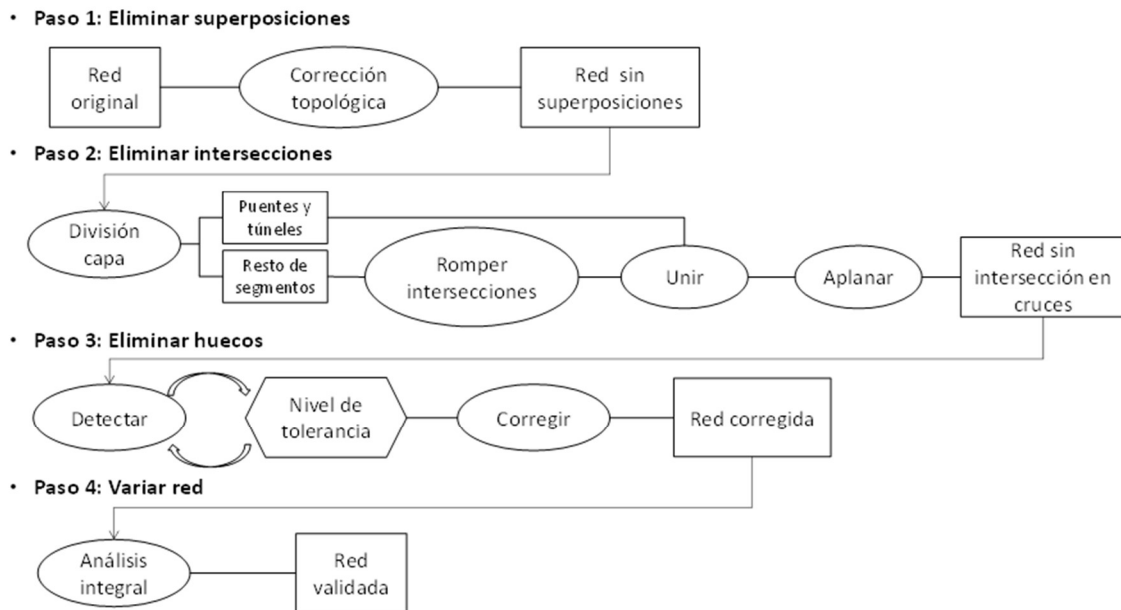 • Paso 1: Eliminar superposiciones
Red
original
Corrección
topológica
Red sin
superposiciones
• Paso 2: Eliminar intersecciones
División
capa
Puentes y
túneles
Resto de
segmentos
Romper
intersecciones
Unir
Aplanar
Red sin
intersección en
cruces
• Paso 3: Eliminar huecos
Detectar
Nivel de
tolerancia
Corregir
Red corregida
• Paso 4: Variar red
Análisis
integral
Red
validada